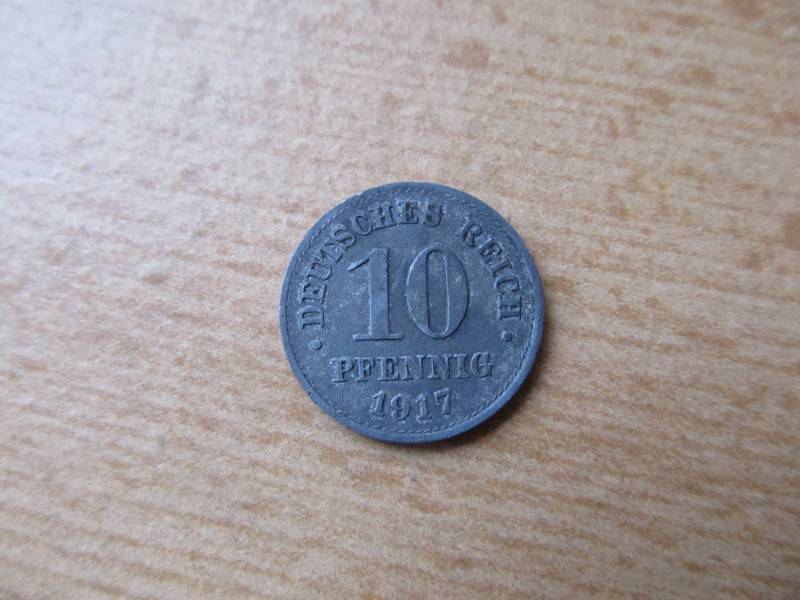 DEUTSCHES REICH
10
PFENNIG
1917